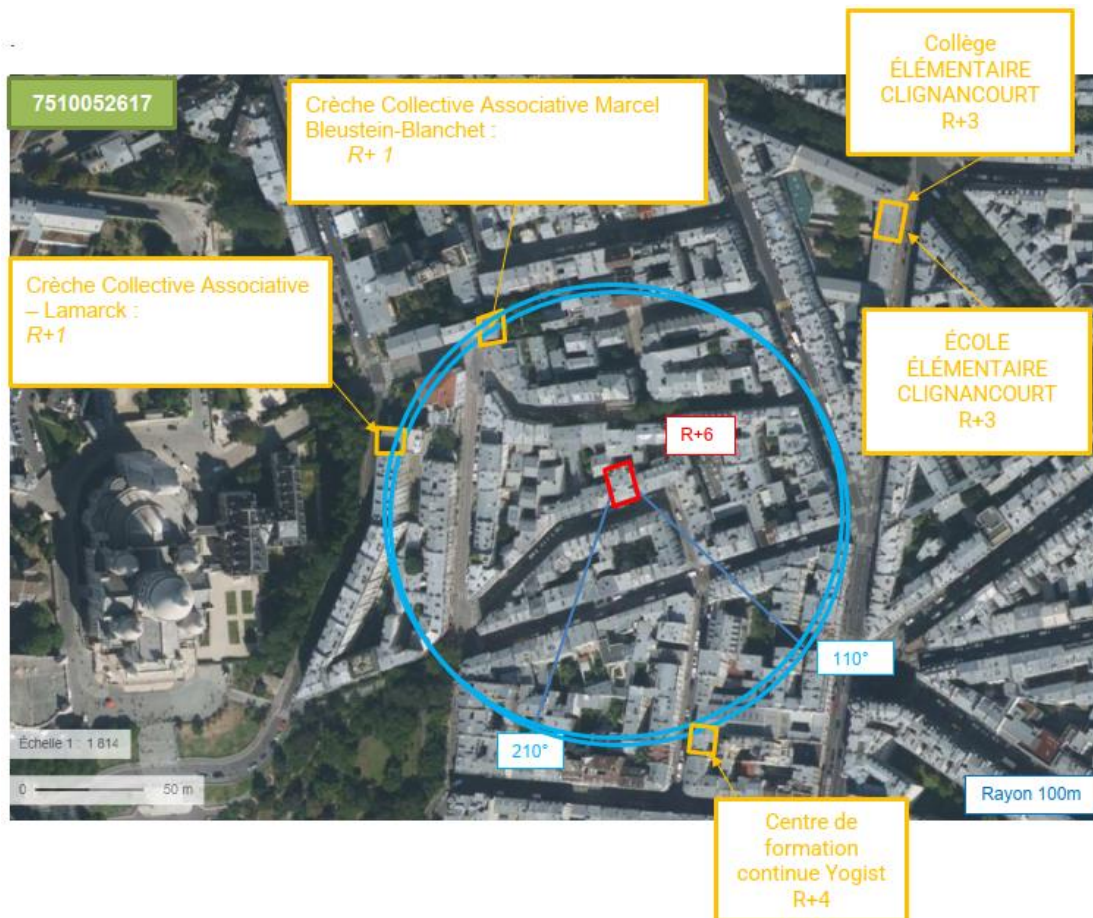 Collège
ÉLÉMENTAIRE
CLIGNANCOURT
R+3
7510052617
Crèche Collective Associative Marcel
Bleustein-Blanchet :
R+ 1
Crèche Collective Associative
– Lamarck :
R+1
ÉCOLE
ÉLÉMENTAIRE
CLIGNANCOURT
R+3
R+6
110°
210°
Échelle 1 : 1 814
0 50 m
Rayon 100m
Centre de
formation
continue Yogist
R+4